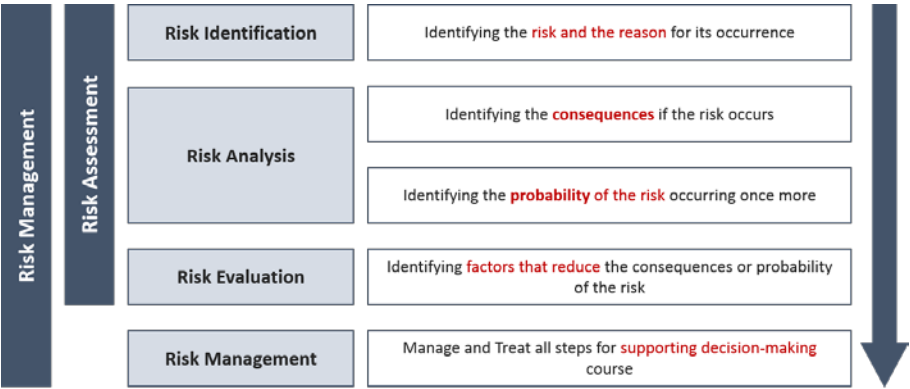 Risk Management
Risk Assessment
Risk Identification
Identifying the risk and the reason for its occurrence
Risk Analysis
Identifying the consequences if the risk occurs
Identifying the probability of the risk occurring once more
Risk Evaluation
Identifying factors that reduce the consequences or probability
of the risk
Risk Management
Manage and Treat all steps for supporting decision-making
course